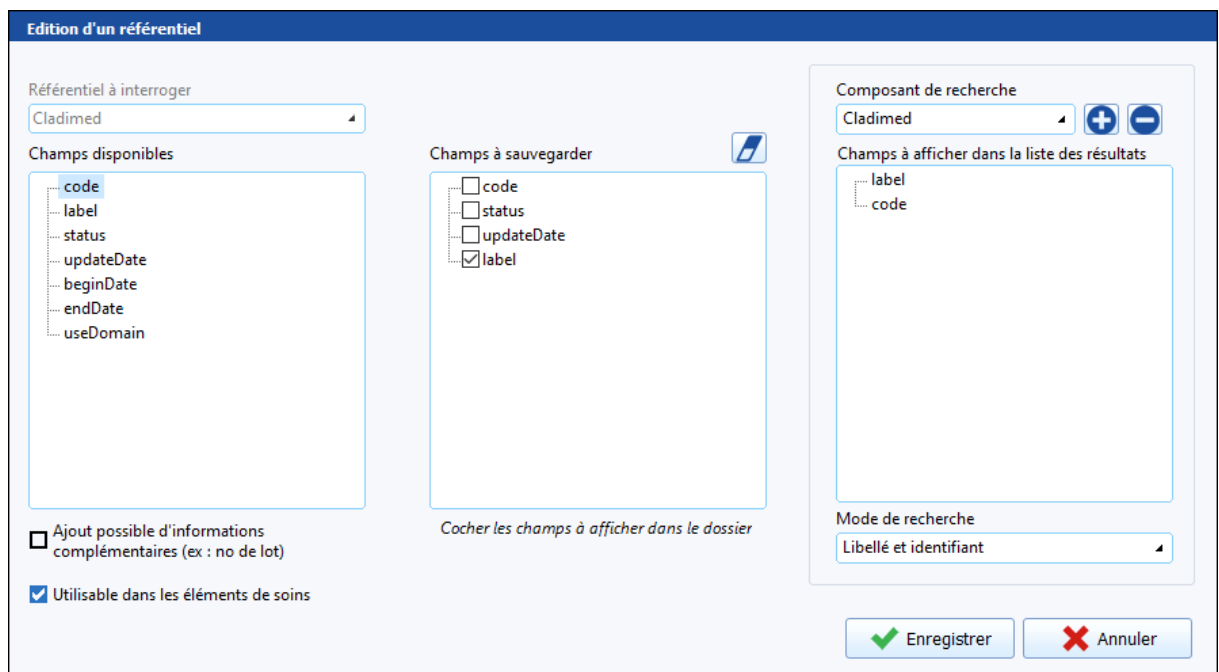 Edition d'un référentiel
Référentiel à interroger
Cladimed
Champs disponibles
code
label
status
updateDate
beginDate
endDate
useDomain
Ajout possible d'informations
complémentaires (ex : no de lot)
Utilisable dans les éléments de soins
Champs à sauvegarder
code
status
updateDate
label
Cocher les champs à afficher dans le dossier
Composant de recherche
Cladimed
Champs à afficher dans la liste des résultats
label
code
Mode de recherche
Libellé et identifiant
Enregistrer
Annuler